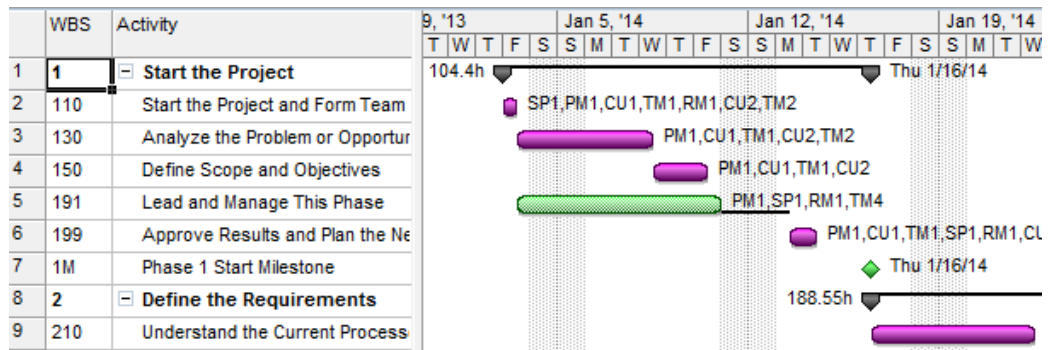 WBS Activity 9, '13 Jan 5, '14 Jan 12, '14 Jan 19, '14
T W T F S S M T W T F S S M T W T F S S M T W
1 1 Start the Project 104.4h Thu 1/16/14
2 110 Start the Project and Form Team SP1,PM1,CU1,TM1,RM1,CU2,TM2
3 130 Analyze the Problem or Opportur PM1,CU1,TM1,CU2,TM2
4 150 Define Scope and Objectives PM1,CU1,TM1,CU2
5 191 Lead and Manage This Phase PM1,SP1,RM1,TM4
6 199 Approve Results and Plan the Ne PM1,CU1,TM1,SP1,RM1,CU
7 1M Phase 1 Start Milestone Thu 1/16/14
8 2 Define the Requirements 188.55h
9 210 Understand the Current Process